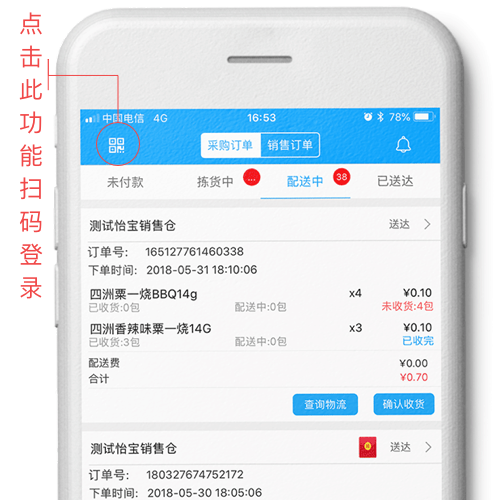 点击此功能扫码登录
中国电信 4G 16:53 78%
采购订单 销售订单
未付款 拣货中 ... 配送中 38 已送达
测试怡宝销售仓 送达
订单号: 165127761460338
下单时间: 2018-05-31 18:10:06
四洲粟一烧BBQ14g x4 ¥0.10
已收货:0包 配送中:0包 未收货:4包
四洲香辣味粟一烧14G x3 ¥0.10
已收货:3包 配送中:0包 已收完
配送费 ¥0.00
合计 ¥0.70
查询物流 确认收货
测试怡宝销售仓 送达
订单号: 180327674752172
下单时间: 2018-05-30 18:05:06